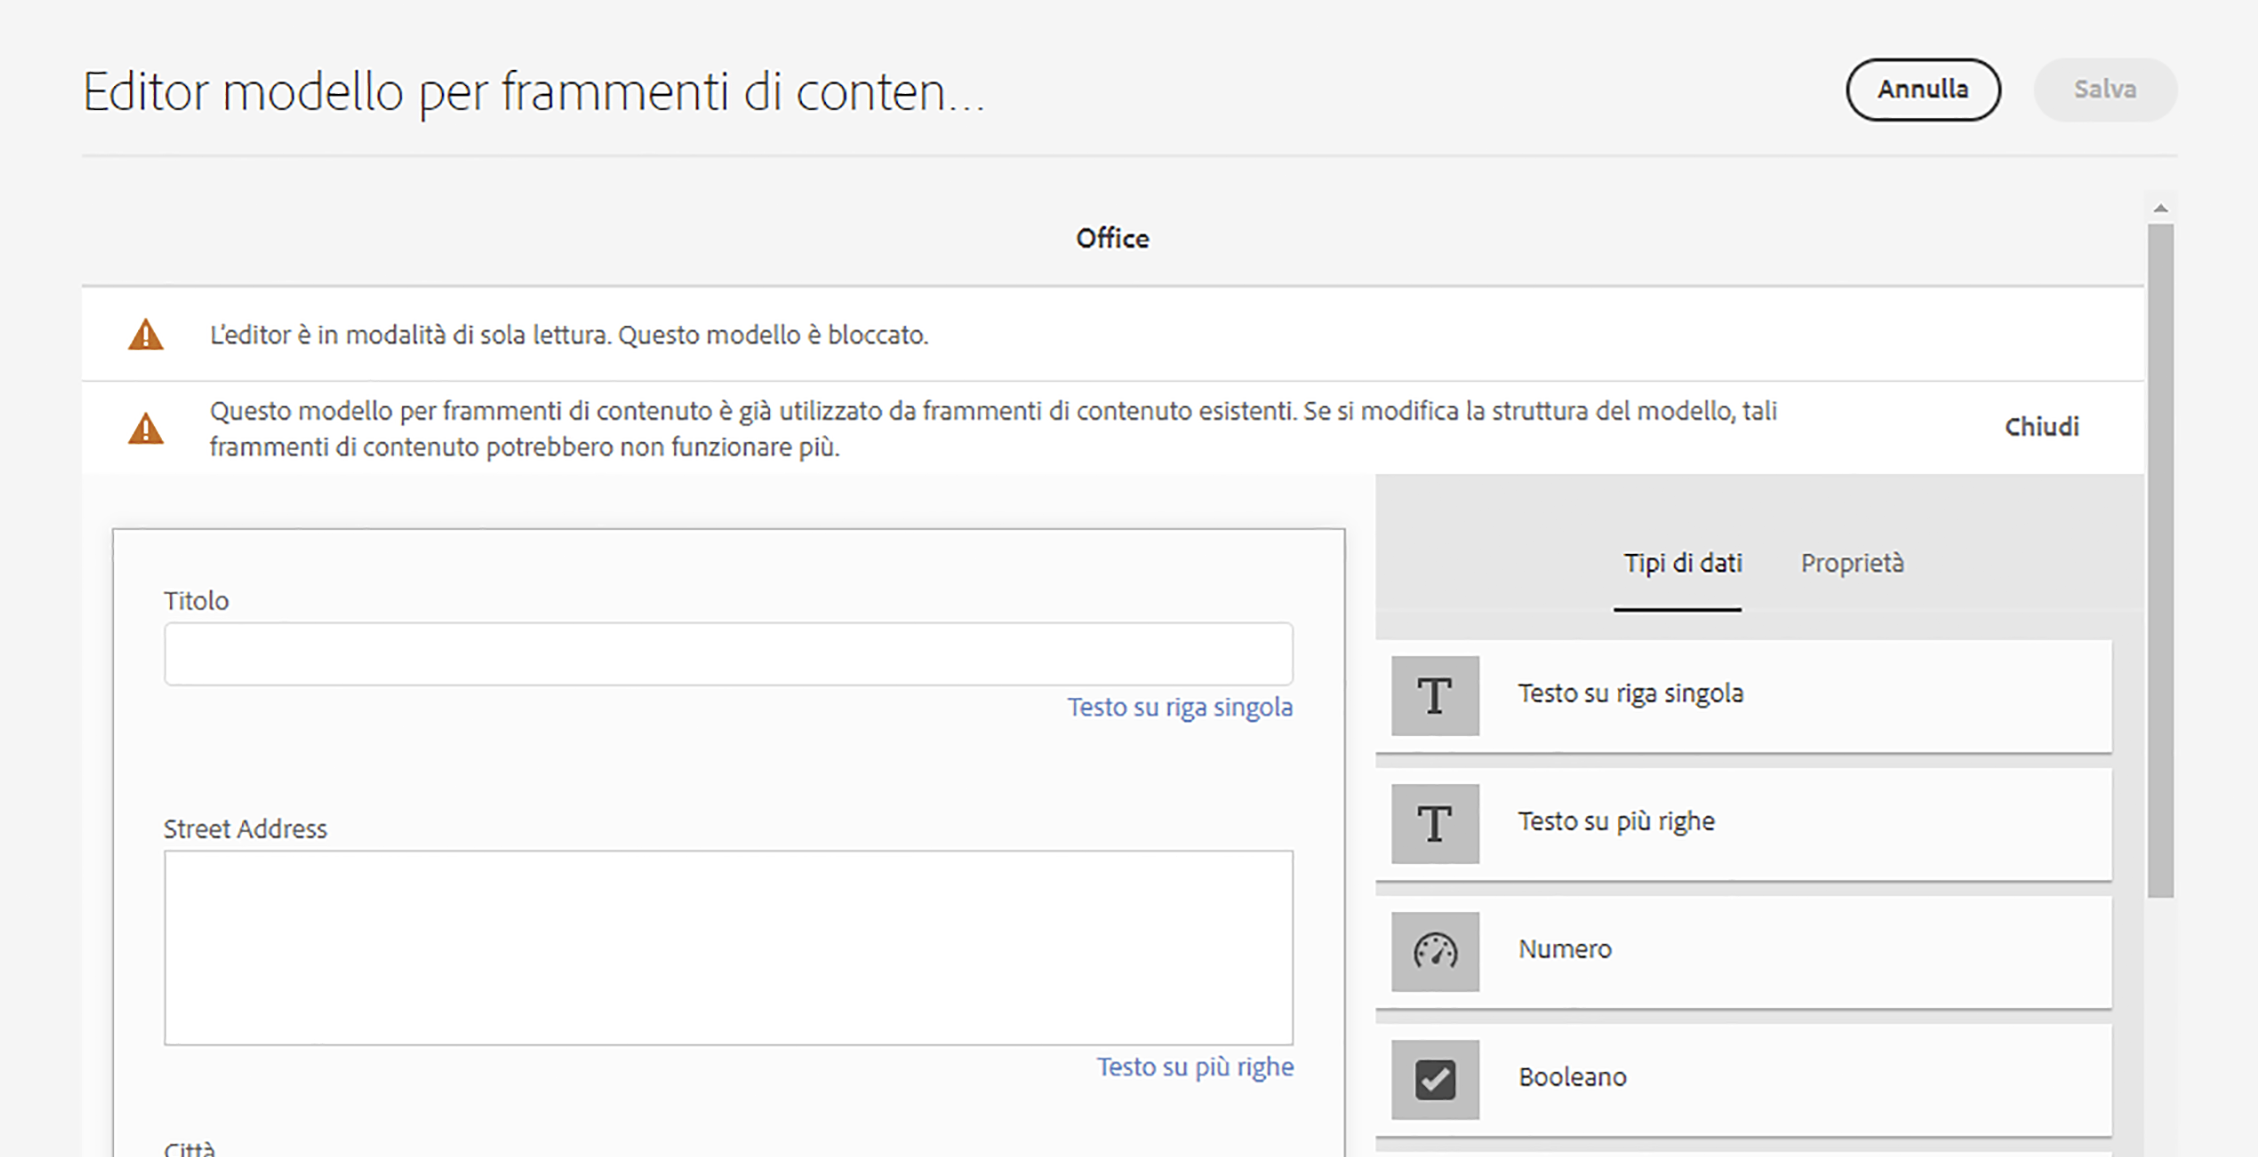 Editor modello per frammenti di conten...
Annulla
Salva
Office
L'editor è in modalità di sola lettura. Questo modello è bloccato.
Questo modello per frammenti di contenuto è già utilizzato da frammenti di contenuto esistenti. Se si modifica la struttura del modello, tali
frammenti di contenuto potrebbero non funzionare più.
Chiudi
Titolo
Testo su riga singola
Street Address
Testo su più righe
Città
Tipi di dati
Proprietà
Testo su riga singola
Testo su più righe
Numero
Booleano